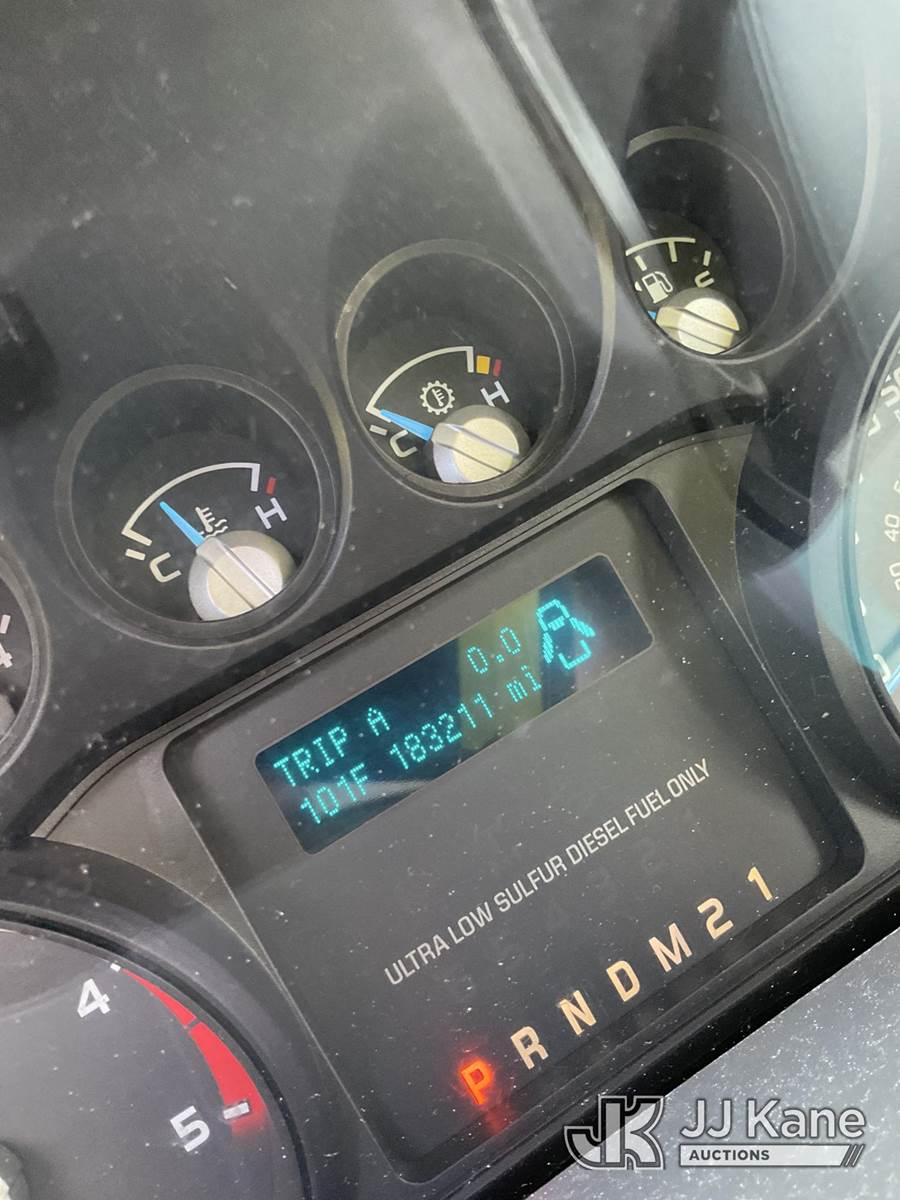 H
C
H
C
TRIP A 0.0
101F 183211 mi
ULTRA LOW SULFUR DIESEL FUEL ONLY
P R N D M 2 1
4
5
40
JJ Kane
AUCTIONS